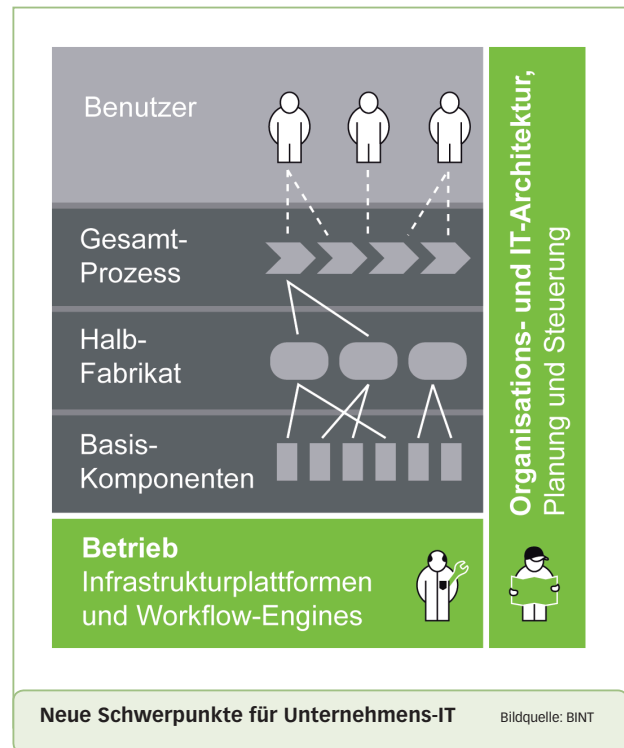 Benutzer
Gesamt-
Prozess
Halb-
Fabrikat
Basis-
Komponenten
Betrieb
Infrastrukturplattformen
und Workflow-Engines
Organisations- und IT-Architektur,
Planung und Steuerung
Neue Schwerpunkte für Unternehmens-IT
Bildquelle: BINT